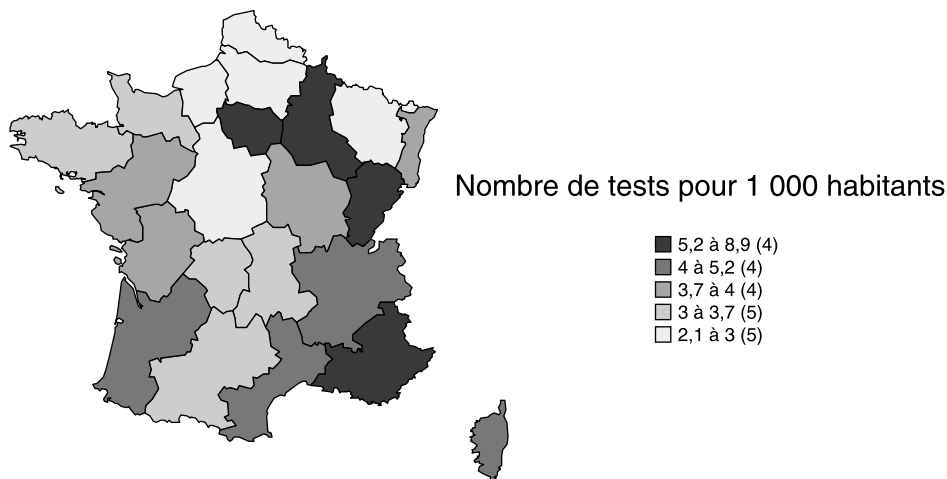 Nombre de tests pour 1 000 habitants
5,2 à 8,9 (4)
4 à 5,2 (4)
3,7 à 4 (4)
3 à 3,7 (5)
2,1 à 3 (5)